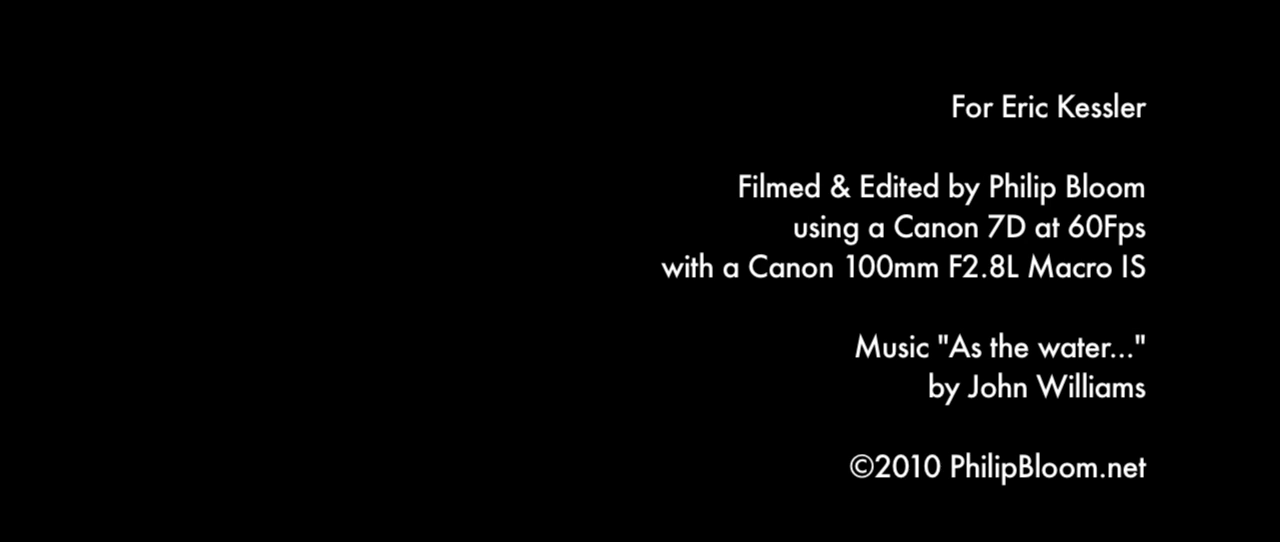 For Eric Kessler
Filmed & Edited by Philip Bloom
using a Canon 7D at 60Fps
with a Canon 100mm F2.8L Macro IS
Music "As the water..."
by John Williams
©2010 PhilipBloom.net